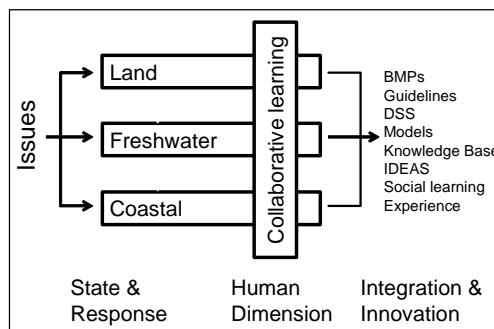 Issues
Land
Freshwater
Coastal
Collaborative learning
BMPs
Guidelines
DSS
Models
Knowledge Base
IDEAS
Social learning
Experience
State &
Response
Human
Dimension
Integration &
Innovation